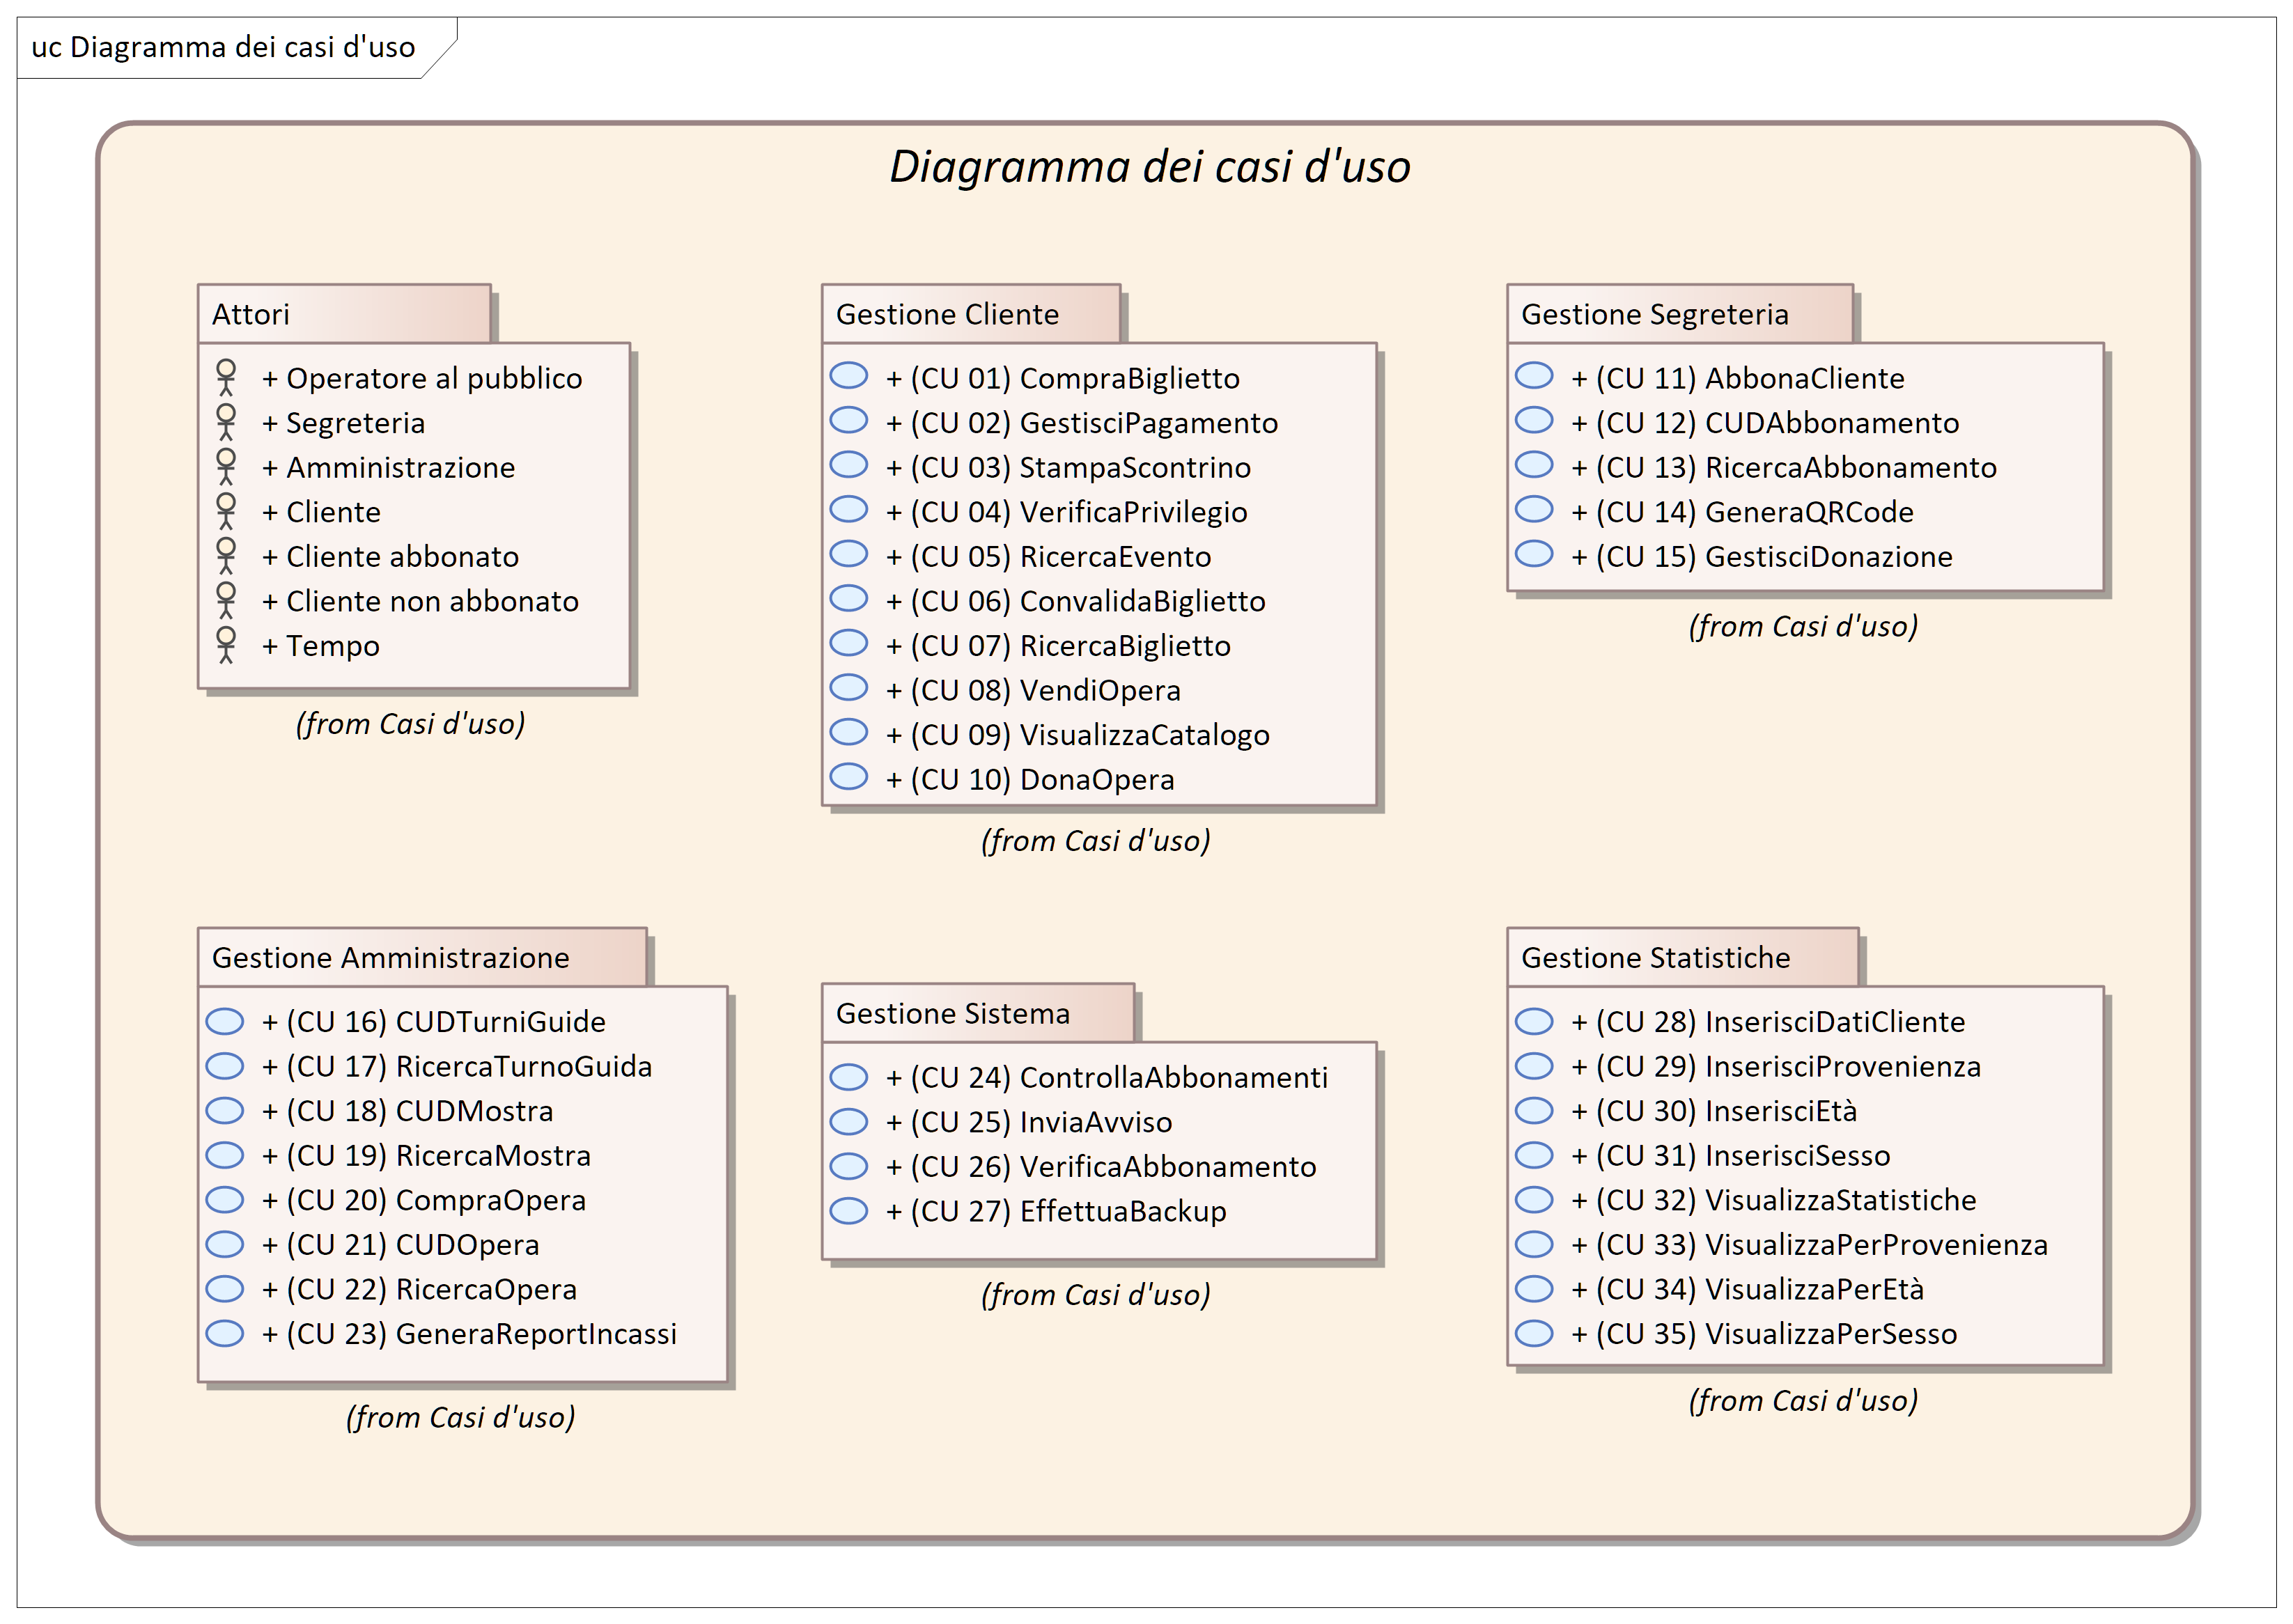 uc Diagramma dei casi d'uso
Diagramma dei casi d'uso
Attori
+ Operatore al pubblico
+ Segreteria
+ Amministrazione
+ Cliente
+ Cliente abbonato
+ Cliente non abbonato
+ Tempo
(from Casi d'uso)
Gestione Cliente
+ (CU 01) CompraBiglietto
+ (CU 02) GestisciPagamento
+ (CU 03) StampaScontrino
+ (CU 04) VerificaPrivilegio
+ (CU 05) RicercaEvento
+ (CU 06) ConvalidaBiglietto
+ (CU 07) RicercaBiglietto
+ (CU 08) VendiOpera
+ (CU 09) VisualizzaCatalogo
+ (CU 10) DonaOpera
(from Casi d'uso)
Gestione Segreteria
+ (CU 11) AbbonaCliente
+ (CU 12) CUDAbbonamento
+ (CU 13) RicercaAbbonamento
+ (CU 14) GeneraQRCode
+ (CU 15) GestisciDonazione
(from Casi d'uso)
Gestione Amministrazione
+ (CU 16) CUDTurniGuide
+ (CU 17) RicercaTurnoGuida
+ (CU 18) CUDMostra
+ (CU 19) RicercaMostra
+ (CU 20) CompraOpera
+ (CU 21) CUDOpera
+ (CU 22) RicercaOpera
+ (CU 23) GeneraReportIncassi
(from Casi d'uso)
Gestione Sistema
+ (CU 24) ControllaAbbonamenti
+ (CU 25) InviaAvviso
+ (CU 26) VerificaAbbonamento
+ (CU 27) EffettuaBackup
(from Casi d'uso)
Gestione Statistiche
+ (CU 28) InserisciDatiCliente
+ (CU 29) InserisciProvenienza
+ (CU 30) InserisciEtà
+ (CU 31) InserisciSesso
+ (CU 32) VisualizzaStatistiche
+ (CU 33) VisualizzaPerProvenienza
+ (CU 34) VisualizzaPerEtà
+ (CU 35) VisualizzaPerSesso
(from Casi d'uso)